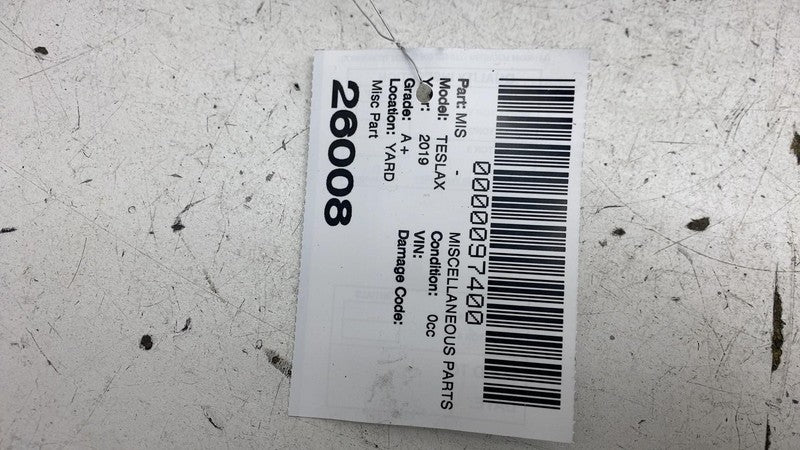 0000097400
Part: MIS - MISCELLANEOUS PARTS
Model: TESLAX Condition: 0cc
2019 VIN:
Grade: A+ Damage Code:
Location: YARD
Misc Part
26008